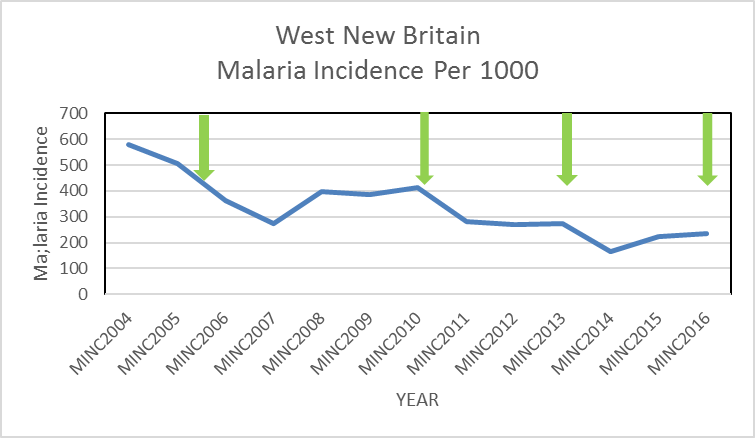 West New Britain
Malaria Incidence Per 1000
Ma;laria Incidence
700
600
500
400
300
200
100
0
MINC2004
MINC2005
MINC2006
MINC2007
MINC2008
MINC2009
MINC2010
MINC2011
MINC2012
MINC2013
MINC2014
MINC2015
MINC2016
YEAR